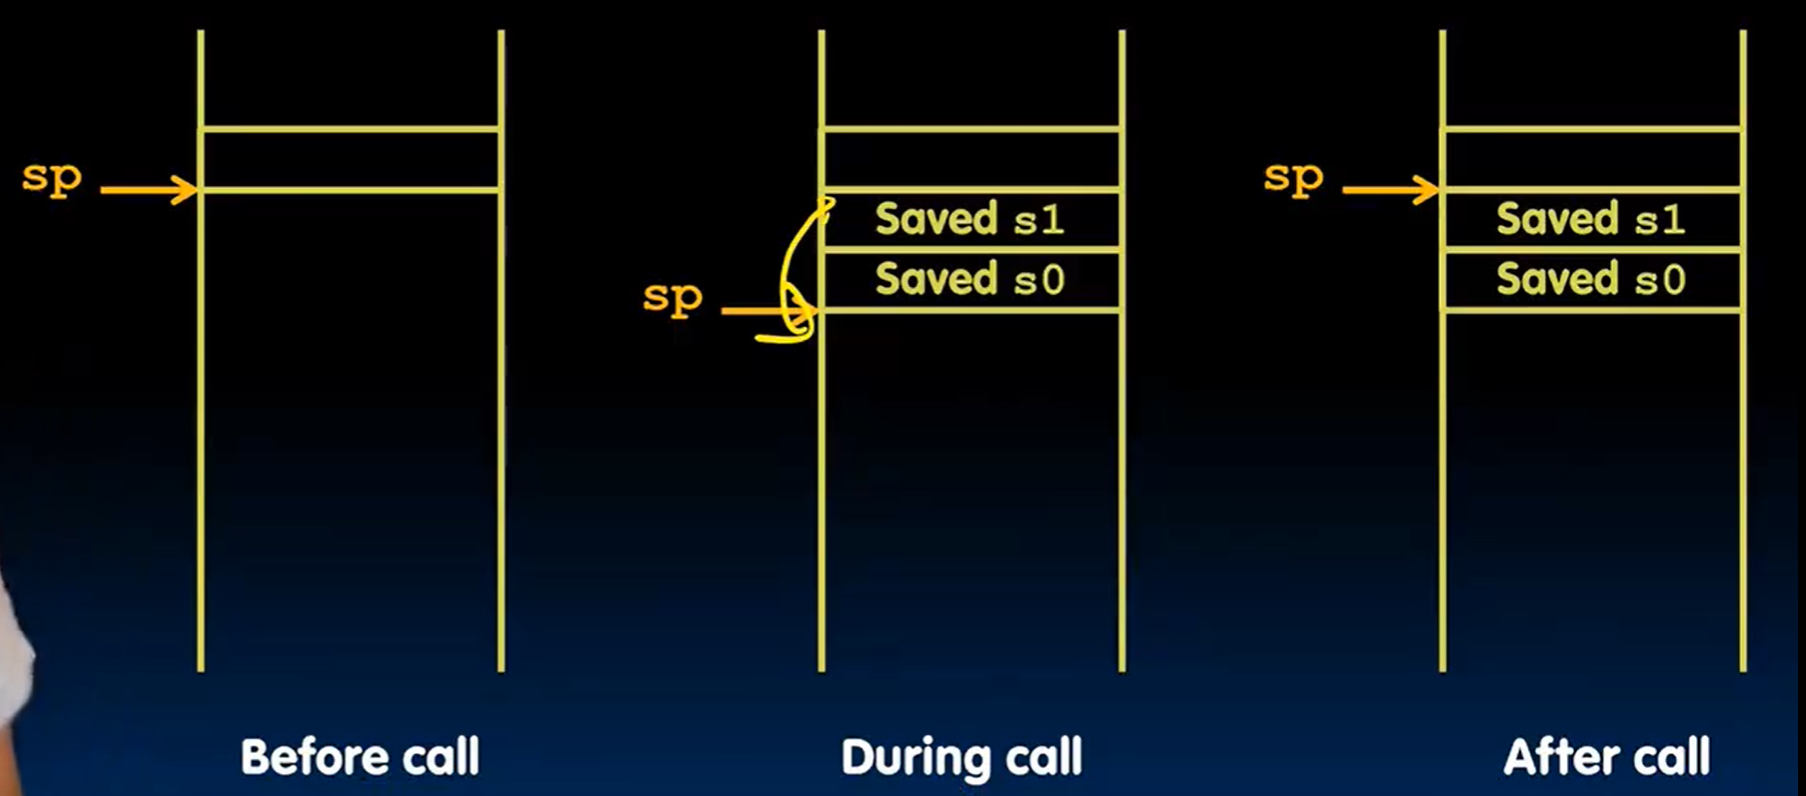 sp
Saved s1
Saved s0
sp
sp
Saved s1
Saved s0
Before call
During call
After call